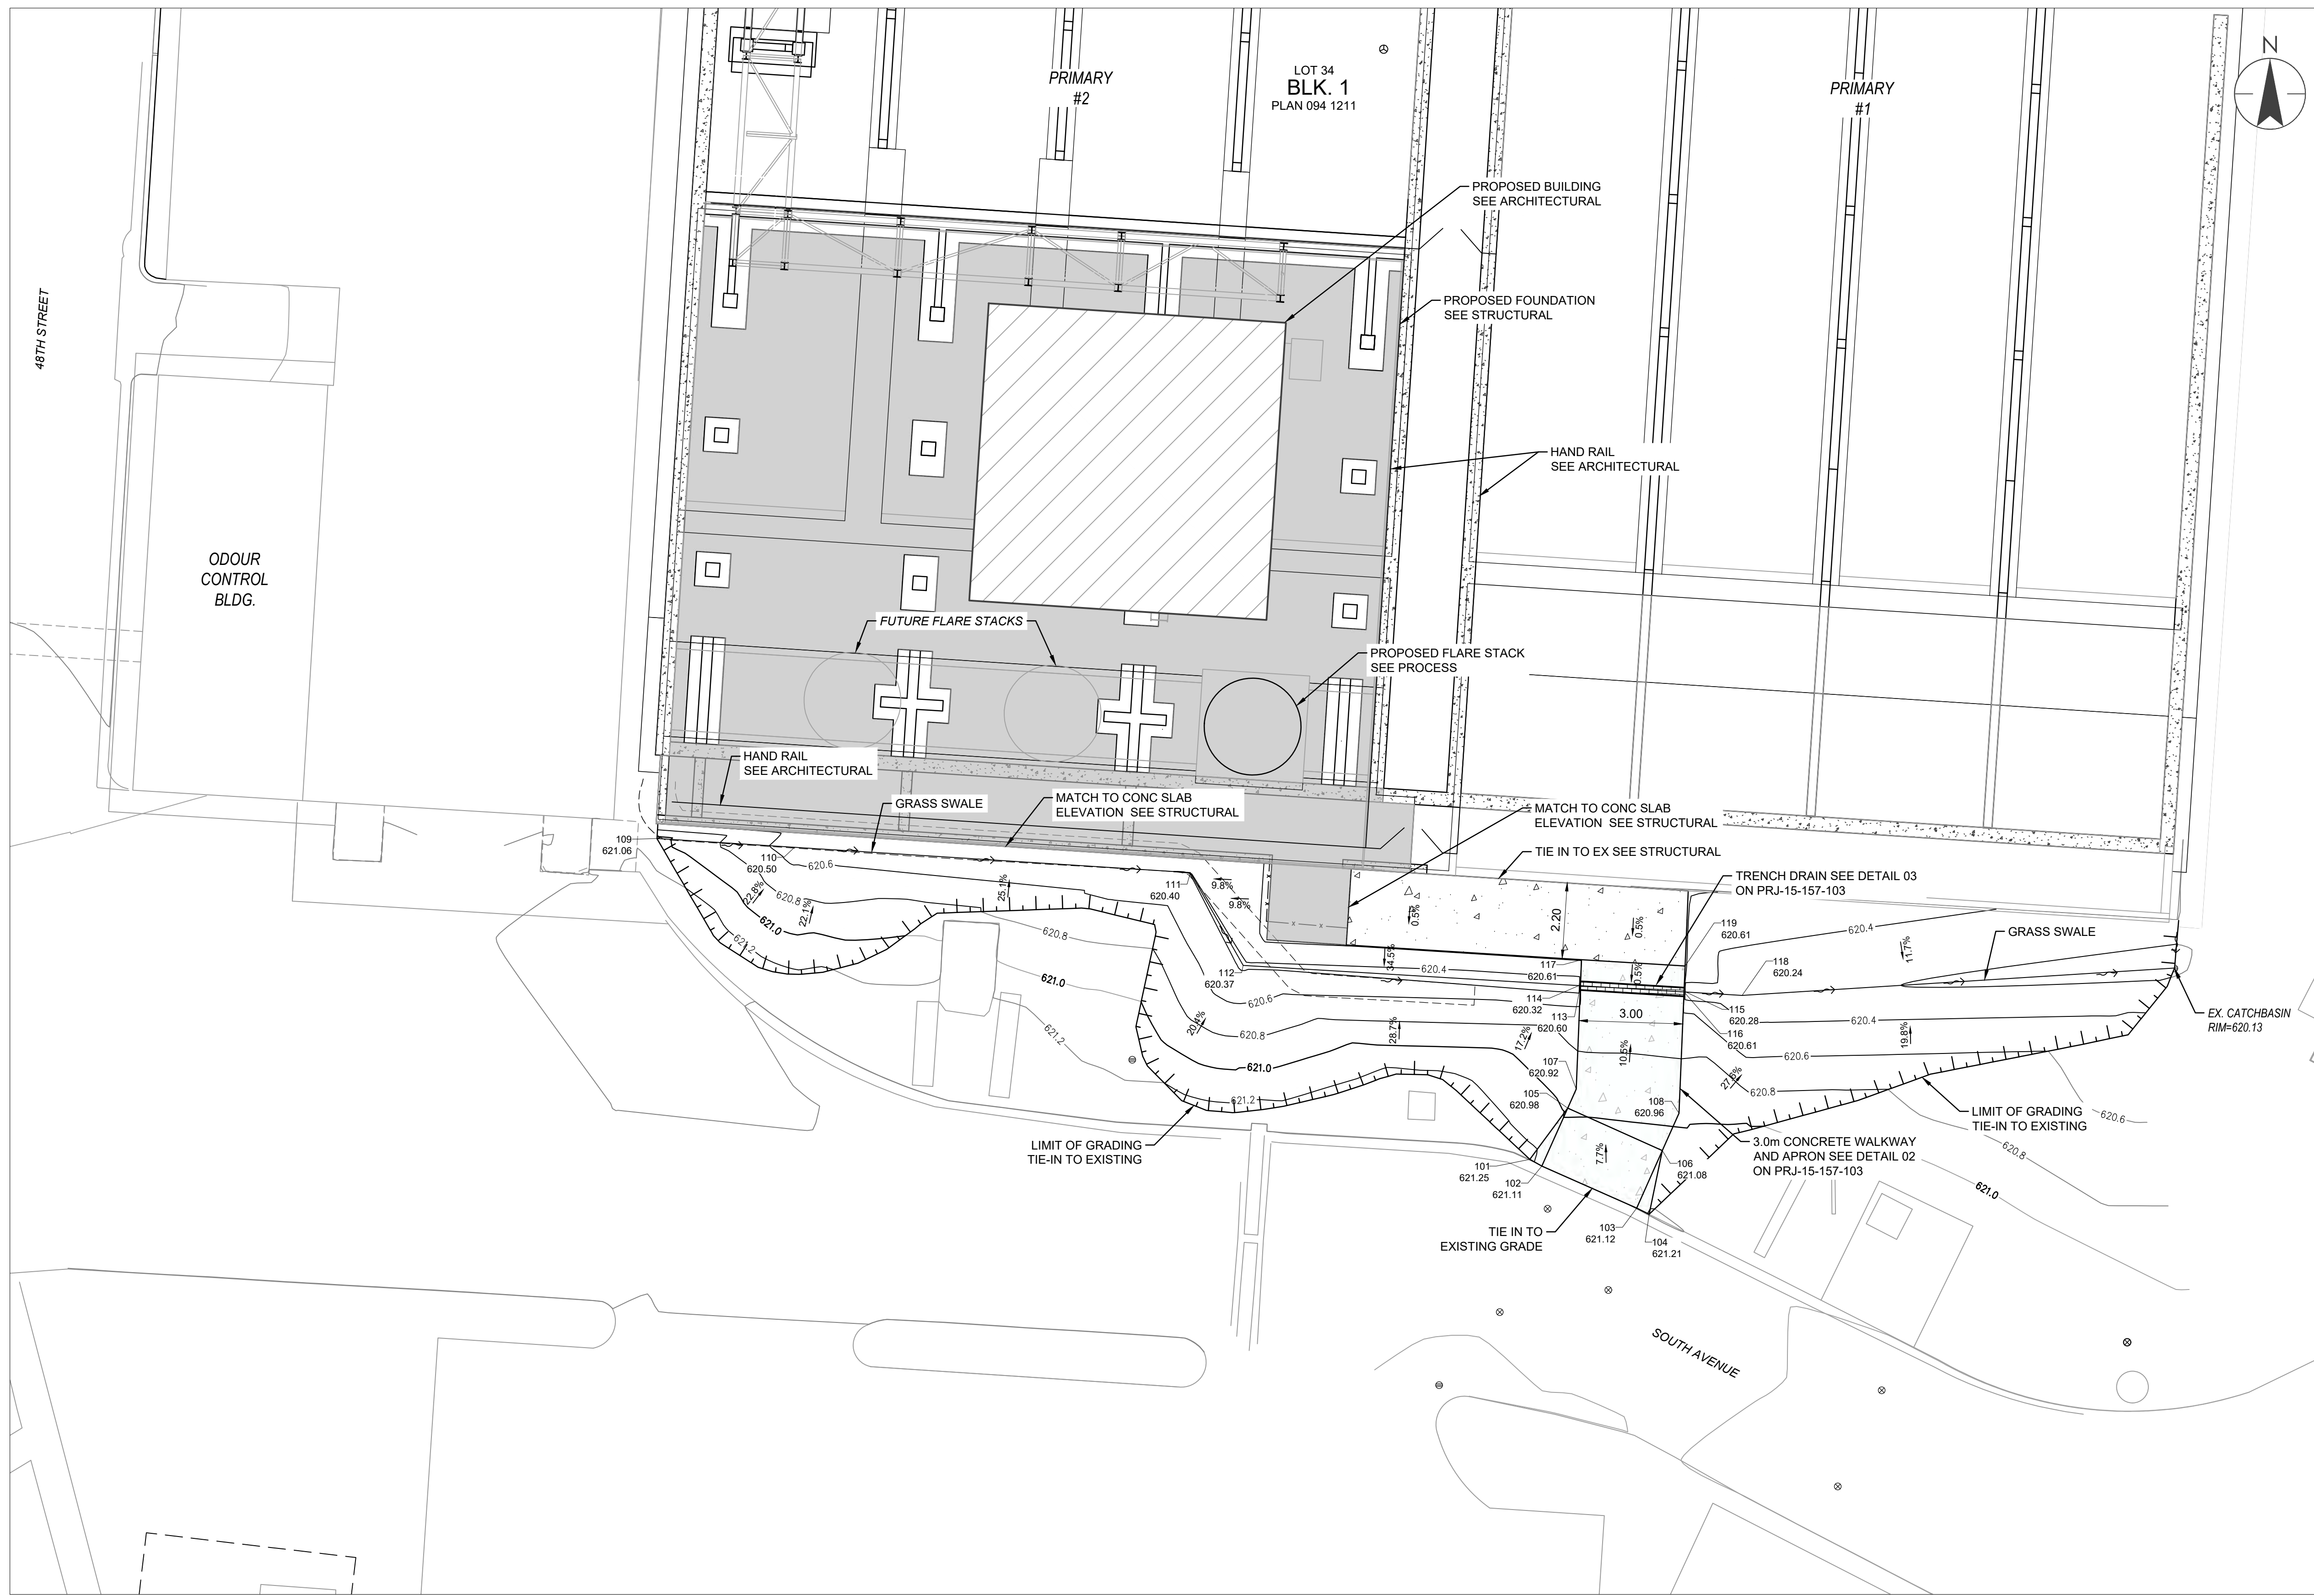 N
PRIMARY
#2
LOT 34
BLK. 1
PLAN 094 1211
PRIMARY
#1
PROPOSED BUILDING
SEE ARCHITECTURAL
48TH STREET
PROPOSED FOUNDATION
SEE STRUCTURAL
HAND RAIL
SEE ARCHITECTURAL
ODOUR
CONTROL
BLDG.
FUTURE FLARE STACKS
PROPOSED FLARE STACK
SEE PROCESS
HAND RAIL
SEE ARCHITECTURAL
GRASS SWALE
MATCH TO CONC SLAB
ELEVATION SEE STRUCTURAL
MATCH TO CONC SLAB
ELEVATION SEE STRUCTURAL
TIE IN TO EX SEE STRUCTURAL
TRENCH DRAIN SEE DETAIL 03
ON PRJ-15-157-103
109
621.06
110
620.50
620.6
22.8%
620.8
22.1%
25.1%
621.0
621.2
111
620.40
9.8%
9.8%
0.5%
2.20
0.5%
119
620.61
620.4
11.7%
GRASS SWALE
620.8
621.0
621.2
112
620.37
34.5%
620.4
117
620.61
0.5%
118
620.24
620.6
114
620.32
113
620.60
3.00
115
620.28
116
620.61
620.4
19.8%
EX. CATCHBASIN
RIM=620.13
20.4%
620.8
28.7%
17.2%
10.5%
620.6
621.0
107
620.92
27.6%
620.8
621.2
105
620.98
108
620.96
LIMIT OF GRADING
TIE-IN TO EXISTING
620.6
LIMIT OF GRADING
TIE-IN TO EXISTING
3.0m CONCRETE WALKWAY
AND APRON SEE DETAIL 02
ON PRJ-15-157-103
620.8
7.7%
101
621.25
102
621.11
106
621.08
621.0
TIE IN TO
EXISTING GRADE
103
621.12
104
621.21
SOUTH AVENUE